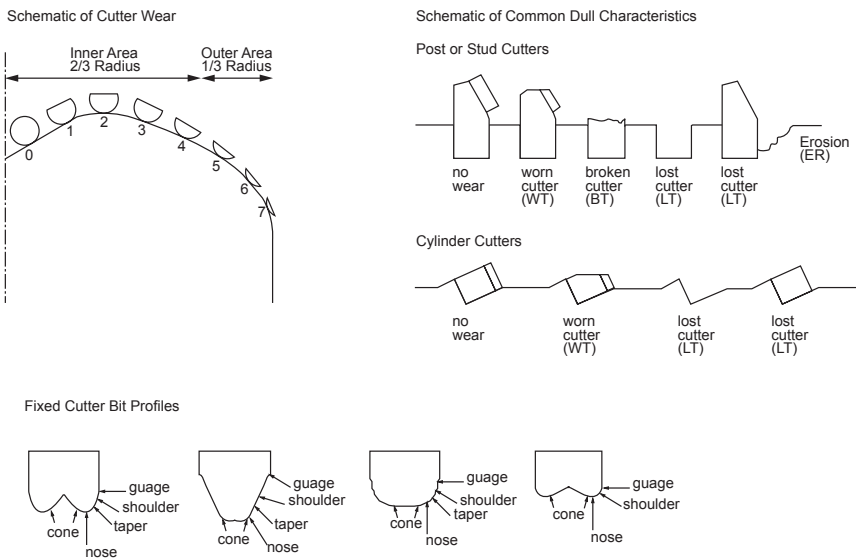 Schematic of Cutter Wear
Inner Area
2/3 Radius
Outer Area
1/3 Radius
0
1
2
3
4
5
6
7
Schematic of Common Dull Characteristics
Post or Stud Cutters
no
wear
worn
cutter
(WT)
broken
cutter
(BT)
lost
cutter
(LT)
lost
cutter
(LT)
Erosion
(ER)
Cylinder Cutters
no
wear
worn
cutter
(WT)
lost
cutter
(LT)
lost
cutter
(LT)
Fixed Cutter Bit Profiles
guage
shoulder
taper
cone
nose
guage
shoulder
taper
cone
nose
guage
shoulder
taper
cone
nose
guage
shoulder
cone
nose